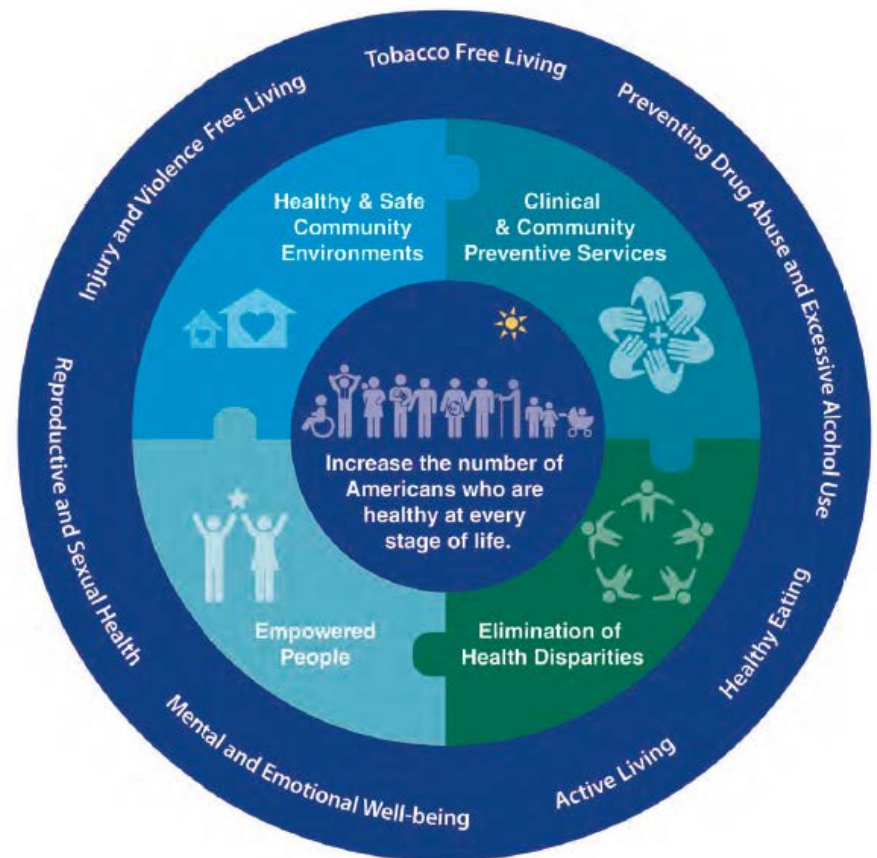 Tobacco Free Living
Preventing Drug Abuse and Excessive Alcohol Use
Healthy Eating
Active Living
Mental and Emotional Well-being
Reproductive and Sexual Health
Injury and Violence Free Living
Healthy & Safe
Community
Environments
Clinical
& Community
Preventive Services
Increase the number of
Americans who are
healthy at every
stage of life.
Empowered
People
Elimination of
Health Disparities